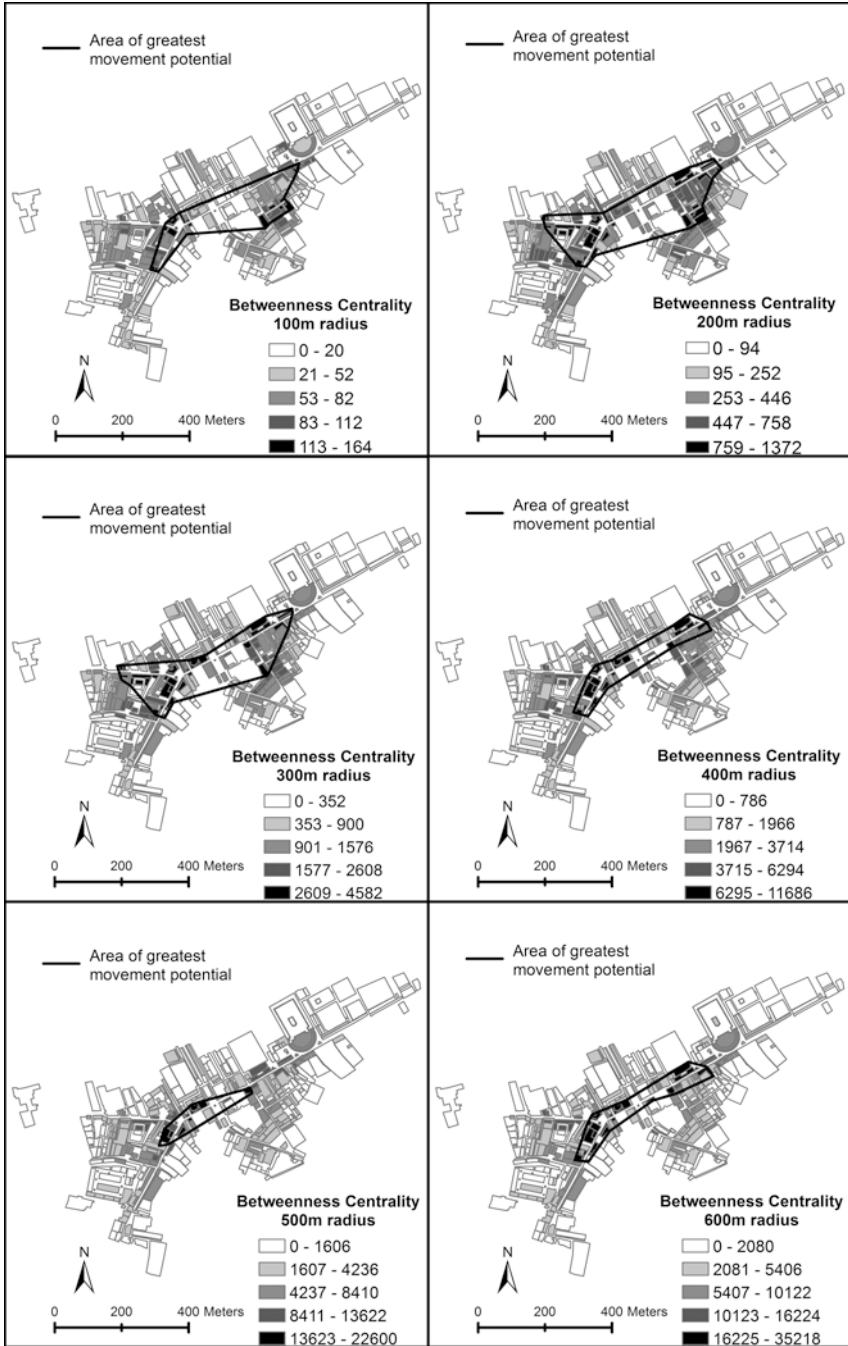 Area of greatest
movement potential
Betweenness Centrality
100m radius
0 - 20
21 - 52
53 - 82
83 - 112
113 - 164
N
0 200 400 Meters
Area of greatest
movement potential
Betweenness Centrality
200m radius
0 - 94
95 - 252
253 - 446
447 - 758
759 - 1372
N
0 200 400 Meters
Area of greatest
movement potential
Betweenness Centrality
300m radius
0 - 352
353 - 900
901 - 1576
1577 - 2608
2609 - 4582
N
0 200 400 Meters
Area of greatest
movement potential
Betweenness Centrality
400m radius
0 - 786
787 - 1966
1967 - 3714
3715 - 6294
6295 - 11686
N
0 200 400 Meters
Area of greatest
movement potential
Betweenness Centrality
500m radius
0 - 1606
1607 - 4236
4237 - 8410
8411 - 13622
13623 - 22600
N
0 200 400 Meters
Area of greatest
movement potential
Betweenness Centrality
600m radius
0 - 2080
2081 - 5406
5407 - 10122
10123 - 16224
16225 - 35218
N
0 200 400 Meters